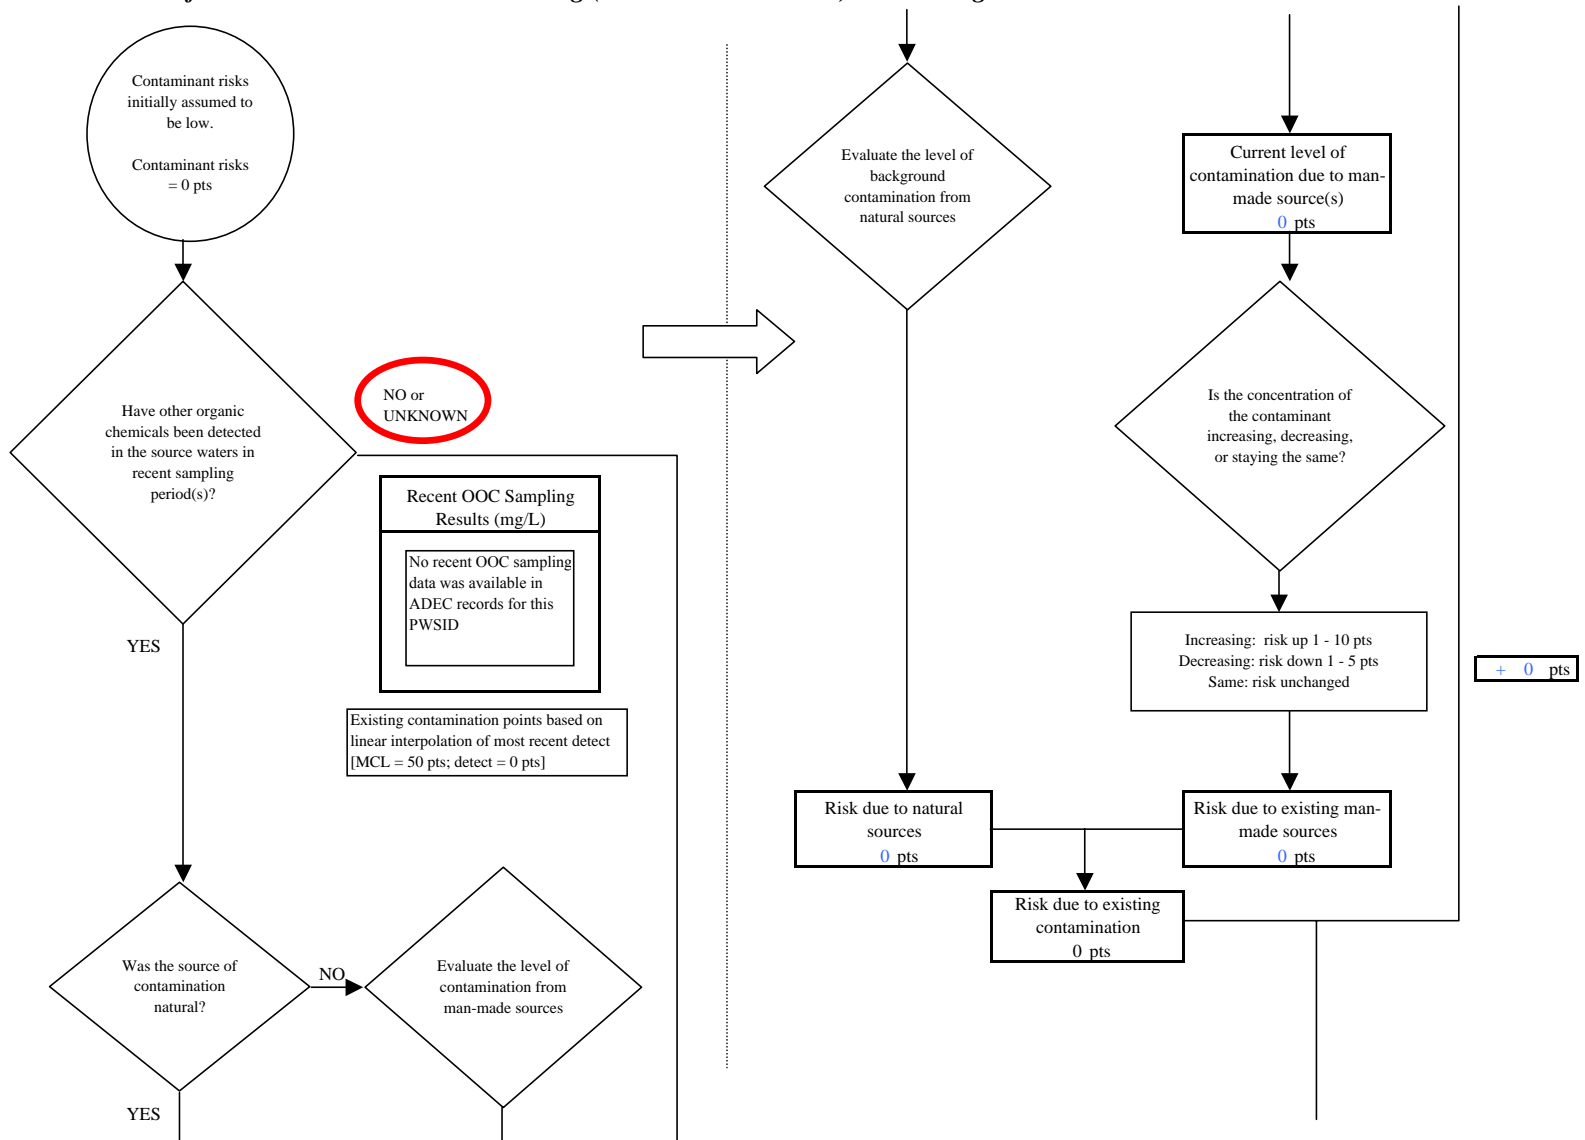 Contaminant risks
initially assumed to
be low.
Contaminant risks
= 0 pts
Have other organic
chemicals been detected
in the source waters in
recent sampling
period(s)?
NO or
UNKNOWN
Recent OOC Sampling
Results (mg/L)
No recent OOC sampling
data was available in
ADEC records for this
PWSID
YES
Existing contamination points based on
linear interpolation of most recent detect
[MCL = 50 pts; detect = 0 pts]
Was the source of
contamination
natural?
NO
Evaluate the level of
contamination from
man-made sources
YES
Evaluate the level of
background
contamination from
natural sources
Current level of
contamination due to man-
made source(s)
0 pts
Is the concentration of
the contaminant
increasing, decreasing,
or staying the same?
Increasing: risk up 1 - 10 pts
Decreasing: risk down 1 - 5 pts
Same: risk unchanged
+ 0 pts
Risk due to natural
sources
0 pts
Risk due to existing man-
made sources
0 pts
Risk due to existing
contamination
0 pts